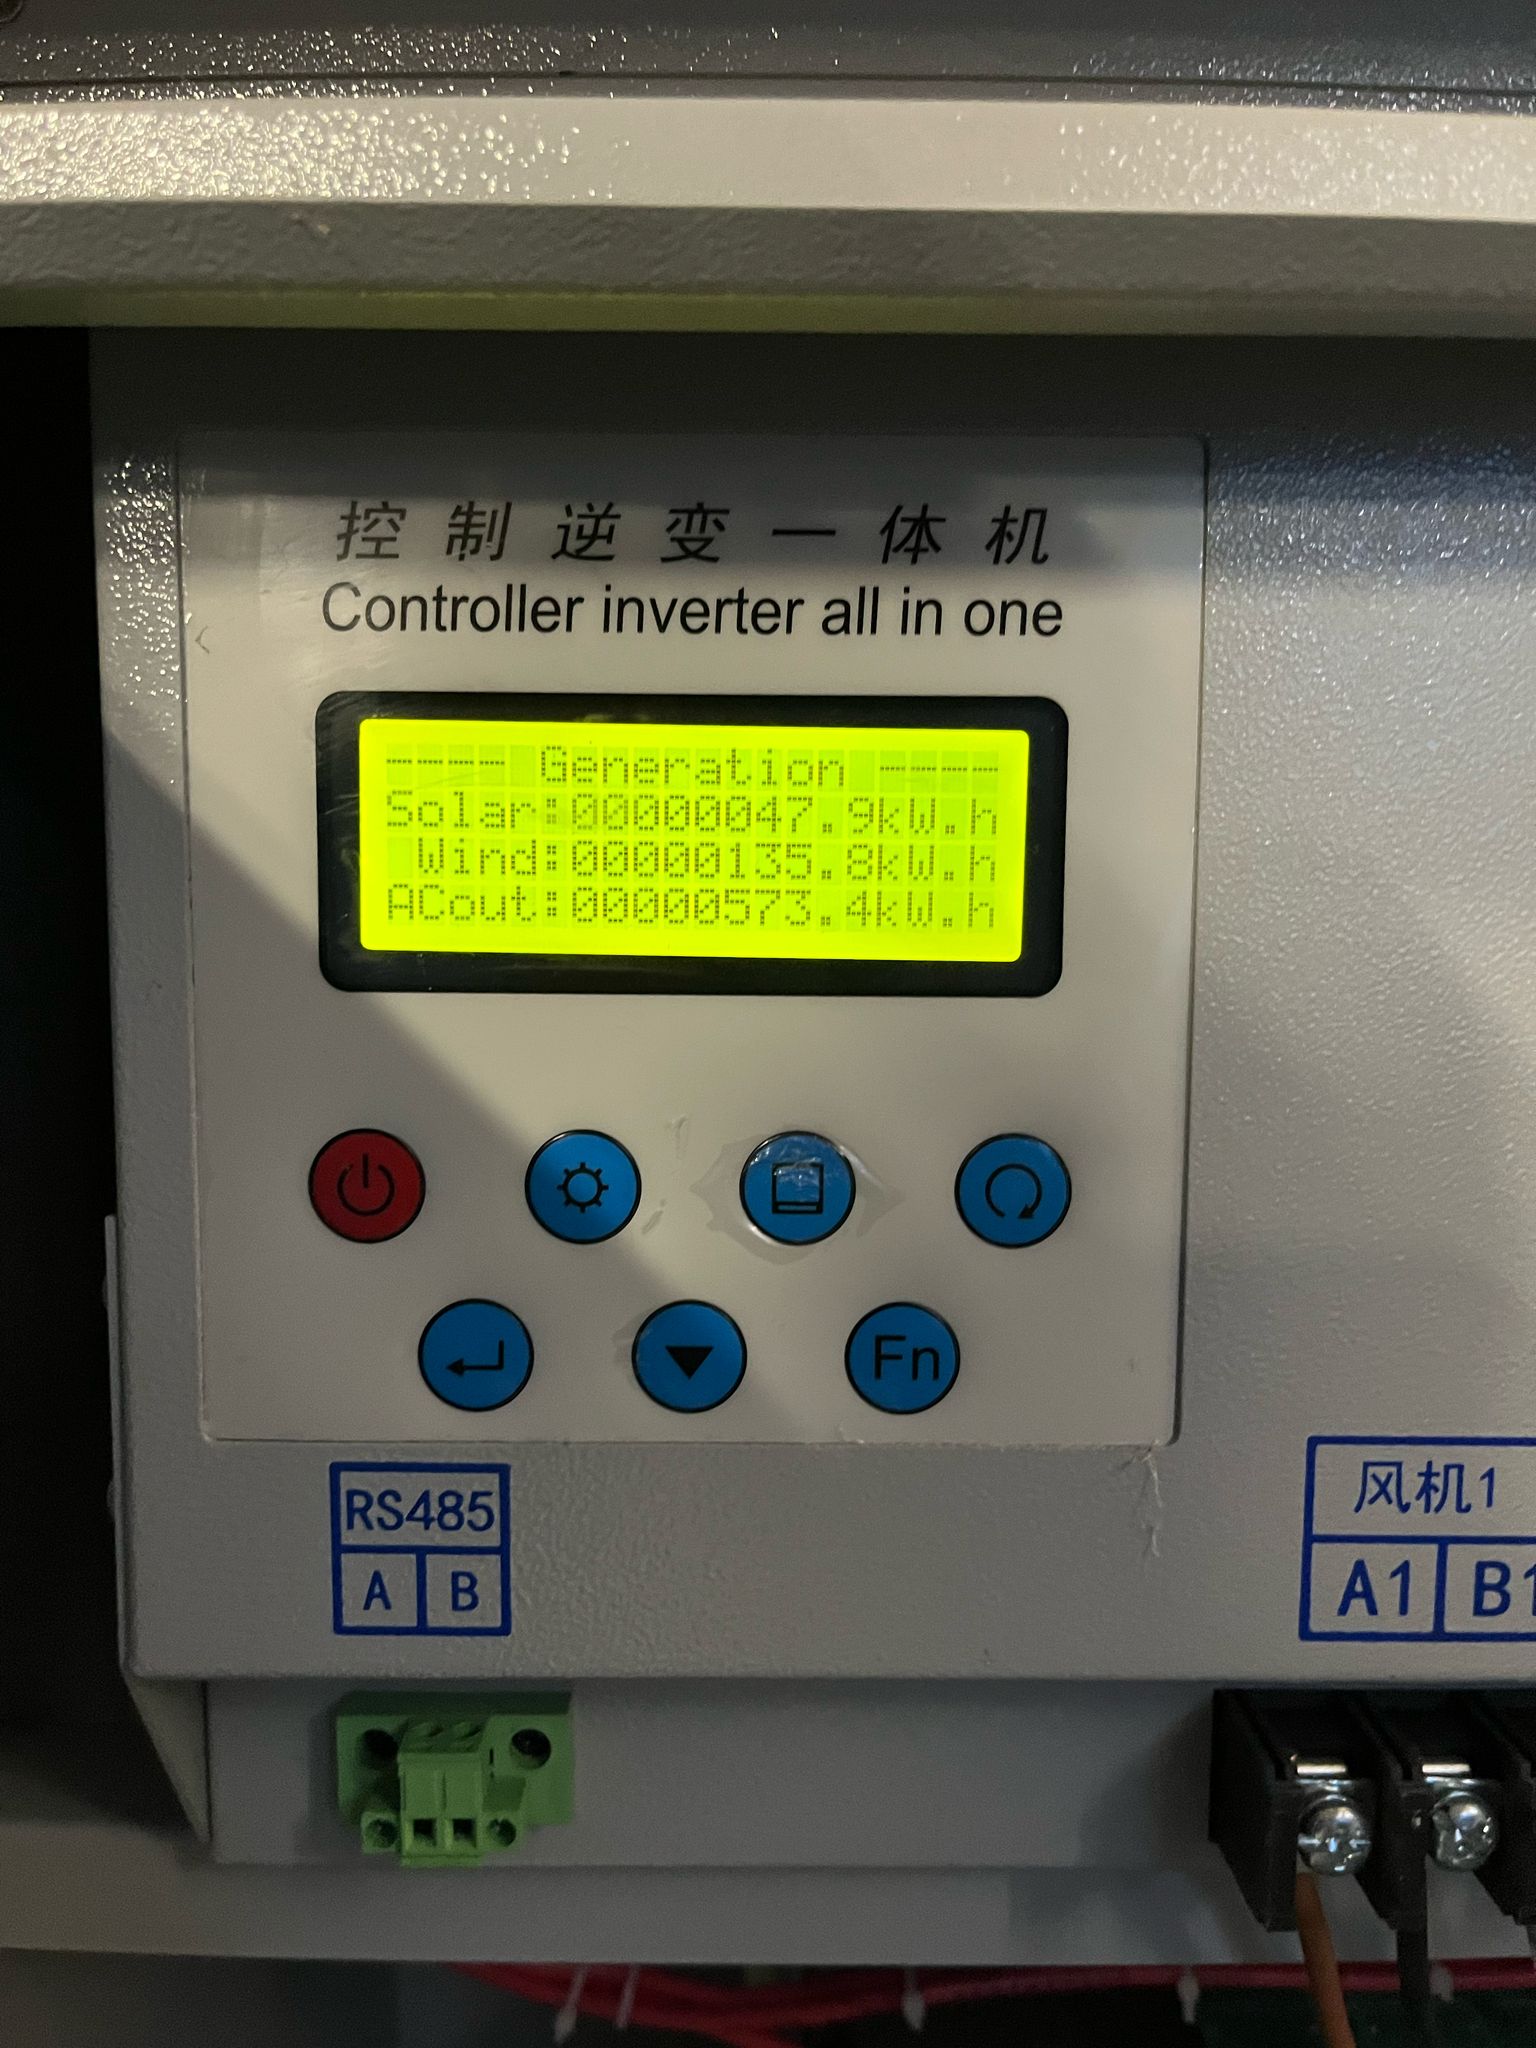 控制逆变一体机
Controller inverter all in one
---- Generation ----
Solar:00000047.9kW.h
Wind:00000135.8kW.h
ACout:00000573.4kW.h
Fn
RS485
A B
风机1
A1 B1